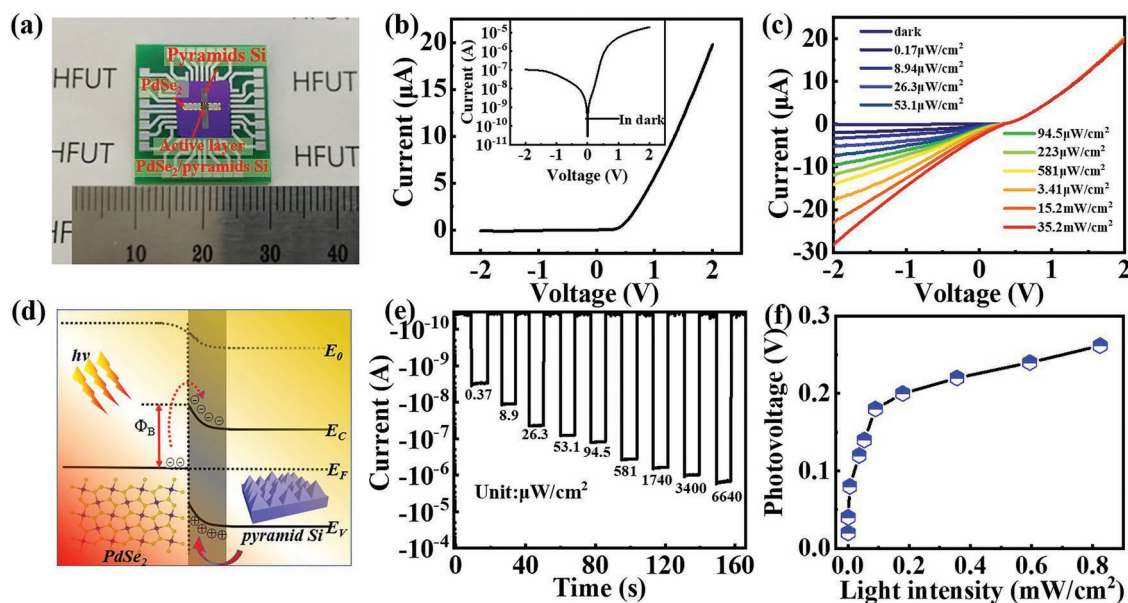 (a)
HFUT
HFUT
HFUT
HFUT
HFUT
Pyramids Si
PdSe2
Active layer
PdSe2/pyramids Si
10
20
30
40
(b)
Current (μA)
20
15
10
5
0
-2
-1
0
1
2
Voltage (V)
Current (A)
10-5
10-6
10-7
10-8
10-9
10-10
10-11
-2
-1
0
1
2
In dark
Voltage (V)
(c)
Current (μA)
20
10
0
-10
-20
-30
dark
0.17μW/cm2
8.94μW/cm2
26.3μW/cm2
53.1μW/cm2
94.5μW/cm2
223μW/cm2
581μW/cm2
3.41μW/cm2
15.2mW/cm2
35.2mW/cm2
-2
-1
0
1
2
Voltage (V)
(d)
hν
ΦB
E0
EC
EF
EV
PdSe2
pyramid Si
(e)
Current (A)
-10-10
-10-9
-10-8
-10-7
-10-6
-10-5
-10-4
0.37
8.9
26.3
53.1
94.5
581
1740
3400
6640
Unit:μW/cm2
0
40
80
120
160
Time (s)
(f)
Photovoltage (V)
0.3
0.2
0.1
0.0
0.0
0.2
0.4
0.6
0.8
Light intensity (mW/cm2)